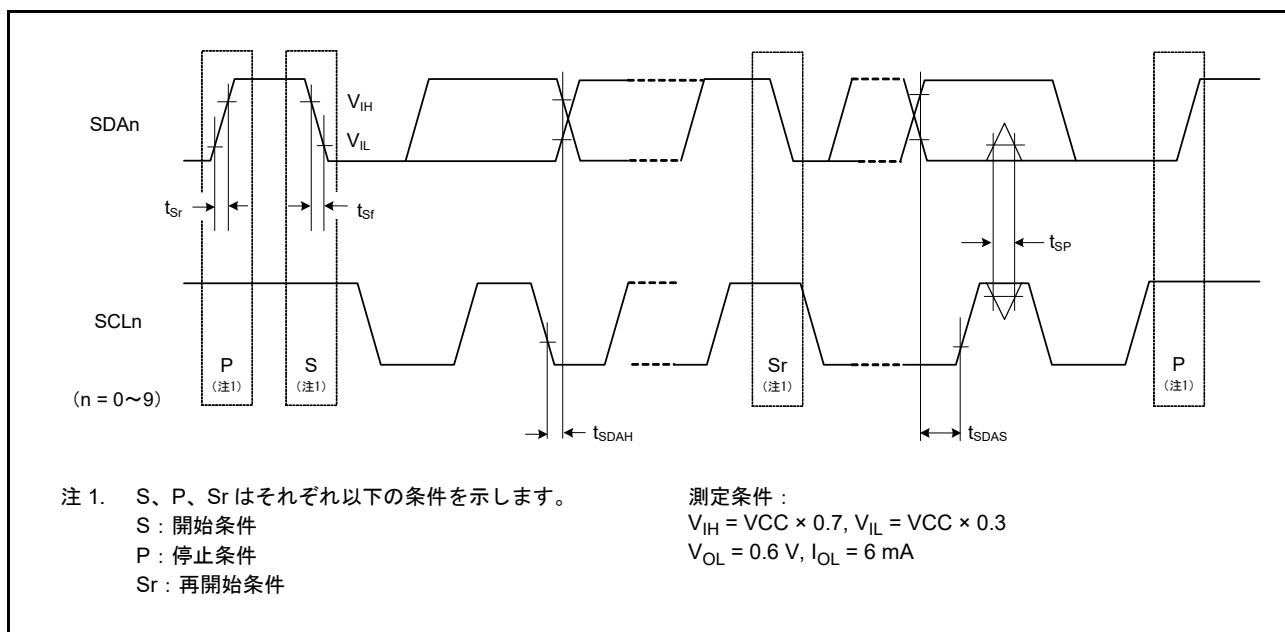 SDAn
V_IH
V_IL
t_Sr
t_Sf
t_SP
SCLn
P
(注1)
S
(注1)
Sr
(注1)
P
(注1)
(n = 0～9)
t_SDAH
t_SDAS
注 1. S、P、Sr はそれぞれ以下の条件を示します。
S：開始条件
P：停止条件
Sr：再開始条件
測定条件：
V_IH = VCC × 0.7, V_IL = VCC × 0.3
V_OL = 0.6 V, I_OL = 6 mA